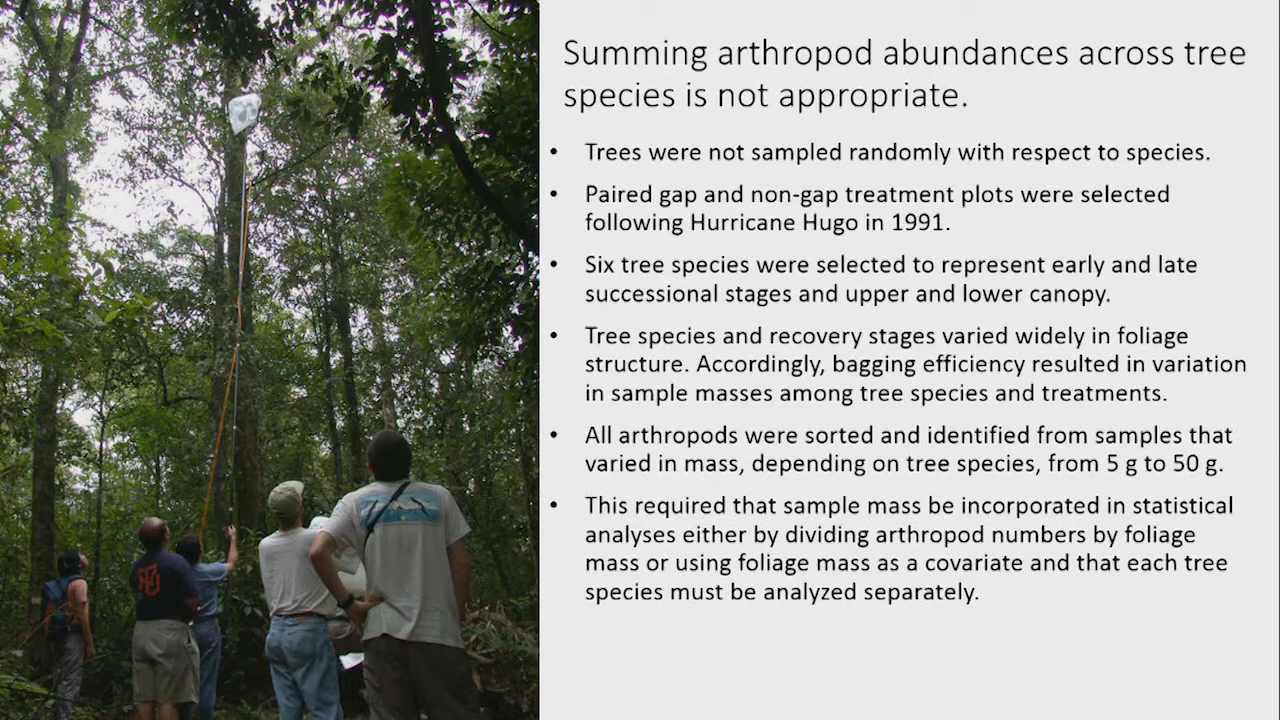 Summing arthropod abundances across tree
species is not appropriate.
• Trees were not sampled randomly with respect to species.
• Paired gap and non-gap treatment plots were selected
following Hurricane Hugo in 1991.
• Six tree species were selected to represent early and late
successional stages and upper and lower canopy.
• Tree species and recovery stages varied widely in foliage
structure. Accordingly, bagging efficiency resulted in variation
in sample masses among tree species and treatments.
• All arthropods were sorted and identified from samples that
varied in mass, depending on tree species, from 5 g to 50 g.
• This required that sample mass be incorporated in statistical
analyses either by dividing arthropod numbers by foliage
mass or using foliage mass as a covariate and that each tree
species must be analyzed separately.